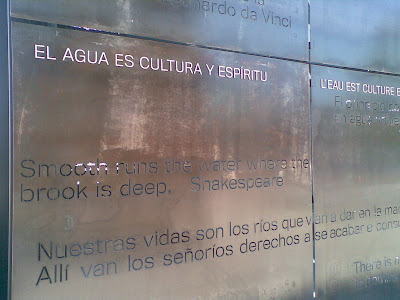 onardo da Vinci
EL AGUA ES CULTURA Y ESPÍRITU
L'EAU EST CULTURE E
Smooth runs the water where the
brook is deep. Shakespeare
Nuestras vidas son los ríos que van a dar en la mar
Allí van los señoríos derechos a se acabar e consu
There is n